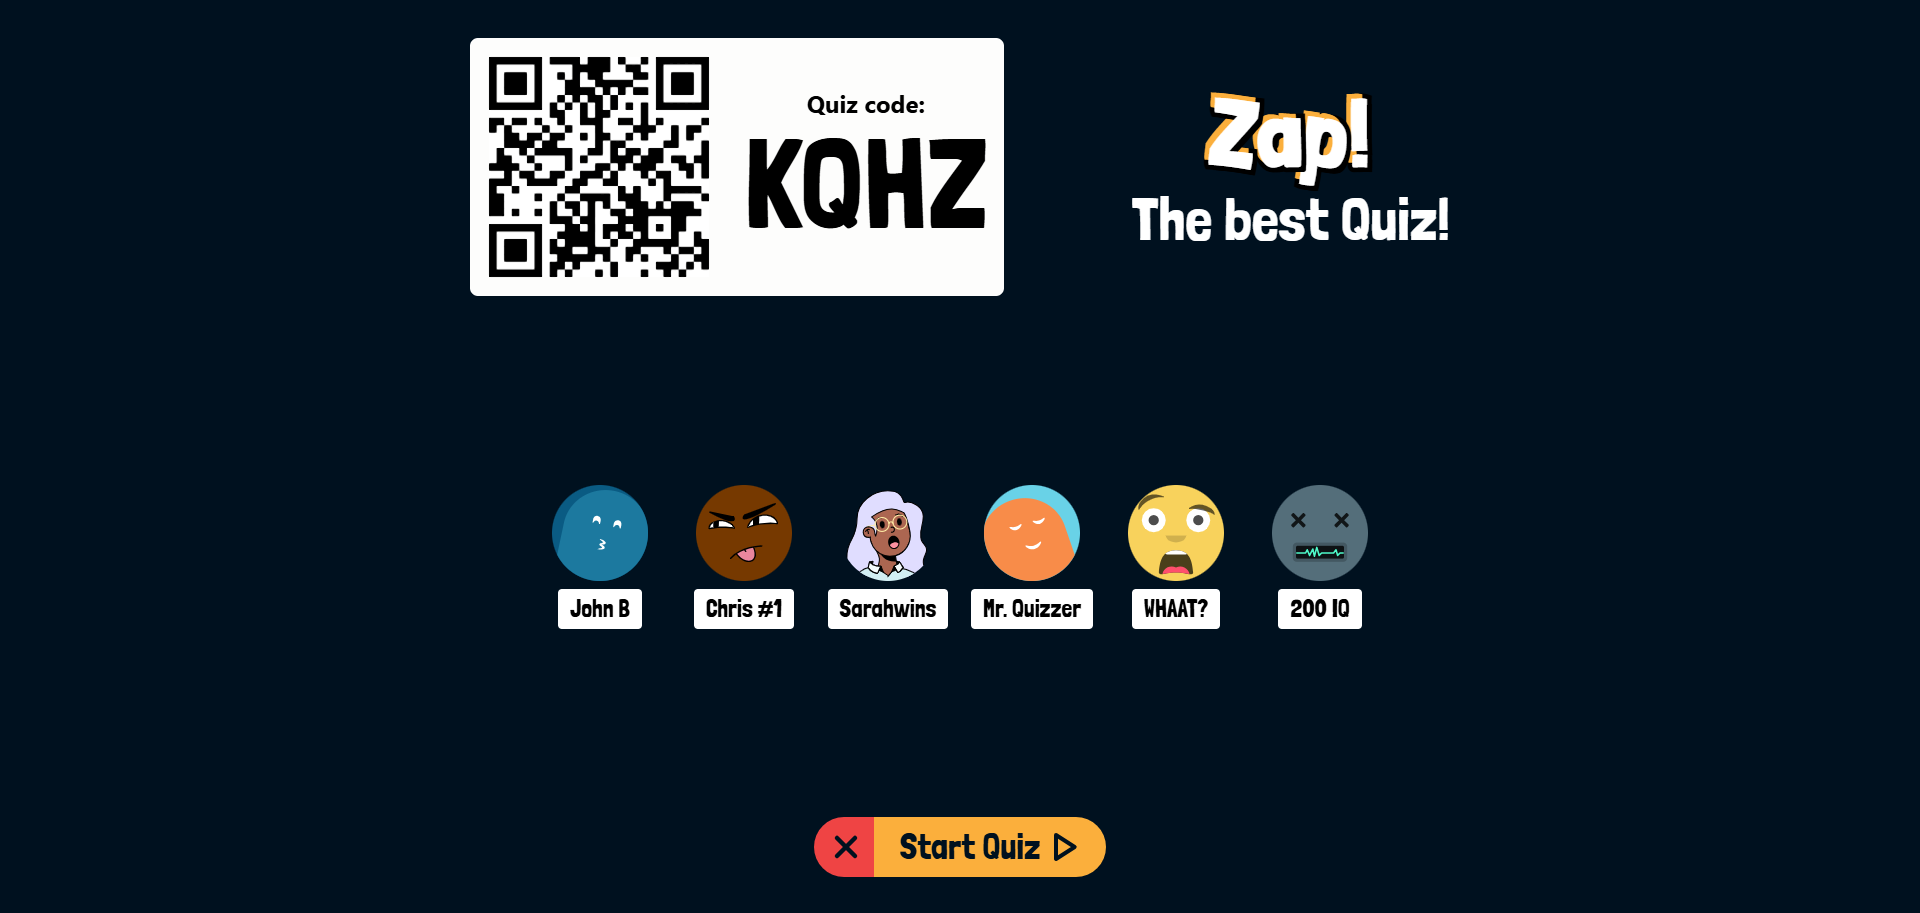 Quiz code:
KQHZ
Zap!
The best Quiz!
John B
Chris #1
Sarahwins
Mr. Quizzer
WHAAT?
200 IQ
Start Quiz